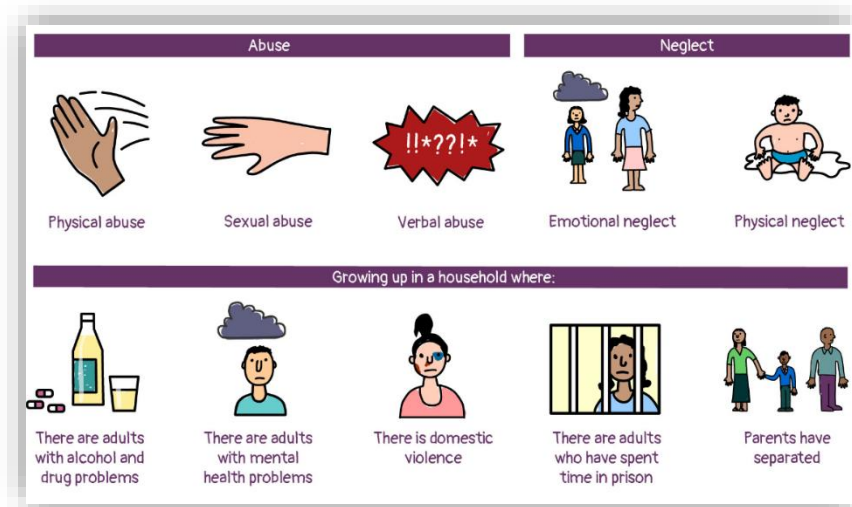 Abuse
Neglect
!!*??!*
Physical abuse
Sexual abuse
Verbal abuse
Emotional neglect
Physical neglect
Growing up in a household where:
There are adults
with alcohol and
drug problems
There are adults
with mental
health problems
There is domestic
violence
There are adults
who have spent
time in prison
Parents have
separated